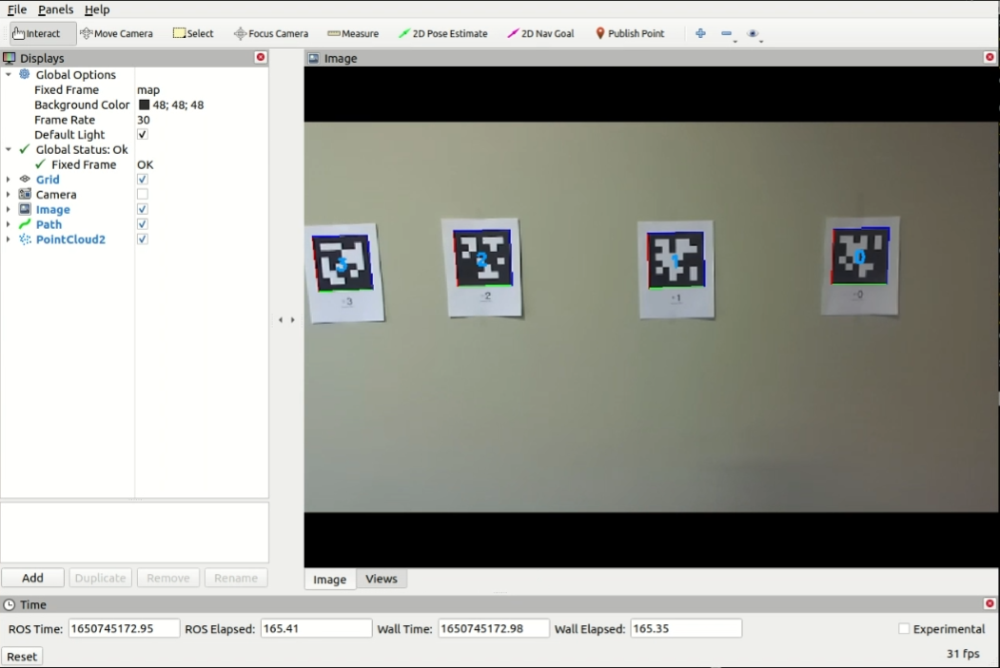 File Panels Help
Interact Move Camera Select Focus Camera Measure 2D Pose Estimate 2D Nav Goal Publish Point
Displays
Global Options
Fixed Frame map
Background Color 48; 48; 48
Frame Rate 30
Default Light
Global Status: Ok
Fixed Frame OK
Grid
Camera
Image
Path
PointCloud2
Add Duplicate Remove Rename
Image
3 2 1 0
-3 -2 -1 -0
Image Views
Time
ROS Time: 1650745172.95 ROS Elapsed: 165.41 Wall Time: 1650745172.98 Wall Elapsed: 165.35 Experimental
Reset 31 fps